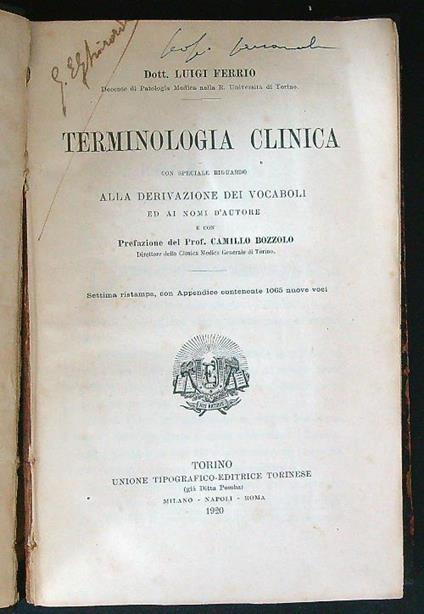 Dott. LUIGI FERRIO
Docente di Patologia Medica nella R. Università di Torino.
TERMINOLOGIA CLINICA
CON SPECIALE RIGUARDO
ALLA DERIVAZIONE DEI VOCABOLI
ED AI NOMI D'AUTORE
E CON
Prefazione del Prof. CAMILLO BOZZOLO
Direttore della Clinica Medica Generale di Torino.
Settima ristampa, con Appendice contenente 1065 nuove voci
TORINO
UNIONE TIPOGRAFICO-EDITRICE TORINESE
(già Ditta Pomba)
MILANO - NAPOLI - ROMA
1920